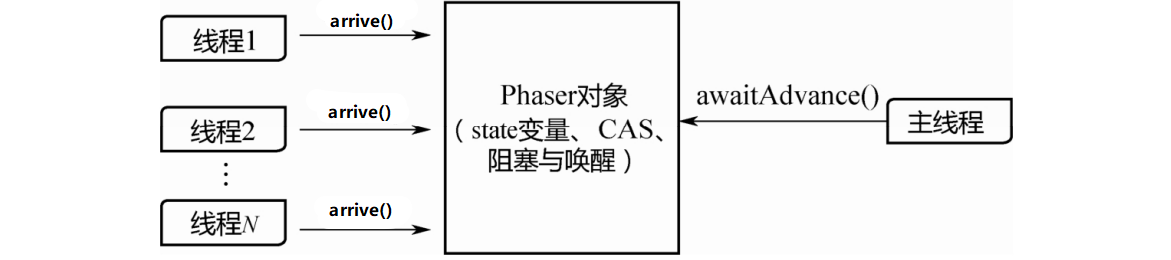 线程1
arrive()
线程2
arrive()
⋮
线程N
arrive()
Phaser对象
（state变量、CAS、
阻塞与唤醒）
awaitAdvance()
主线程